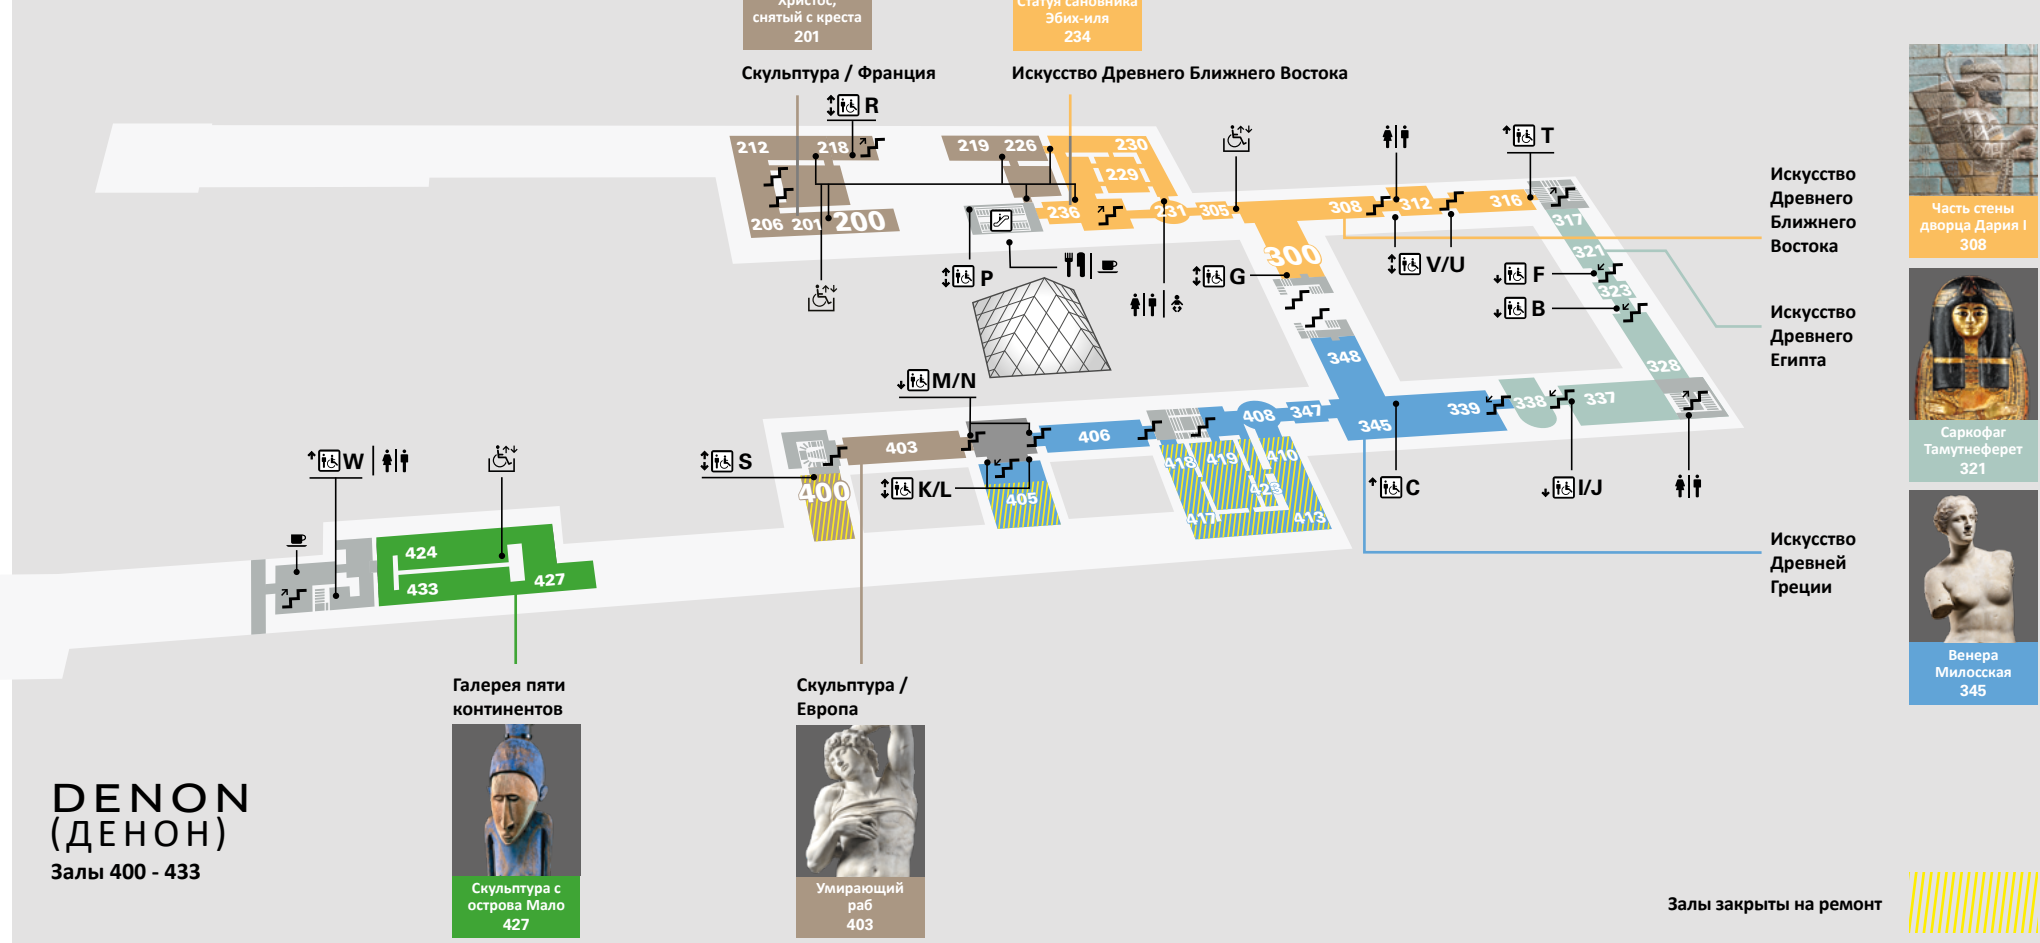 Христос,
снятый с креста
201
Статуя сановника
Эбих-иля
234
Скульптура / Франция
Искусство Древнего Ближнего Востока
R
T
212
218
219
226
230
229
206
201
200
236
231
305
308
312
316
317
321
323
328
300
P
G
V/U
F
B
348
M/N
403
406
408
347
345
339
338
337
W
S
400
K/L
405
418
419
410
417
425
413
C
I/J
424
433
427
Искусство
Древнего
Ближнего
Востока
Часть стены
дворца Дария I
308
Искусство
Древнего
Египта
Саркофаг
Тамутнеферет
321
Искусство
Древней
Греции
Венера
Милосская
345
Галерея пяти
континентов
Скульптура с
острова Мало
427
Скульптура /
Европа
Умирающий
раб
403
DENON
(ДЕНОН)
Залы 400 - 433
Залы закрыты на ремонт